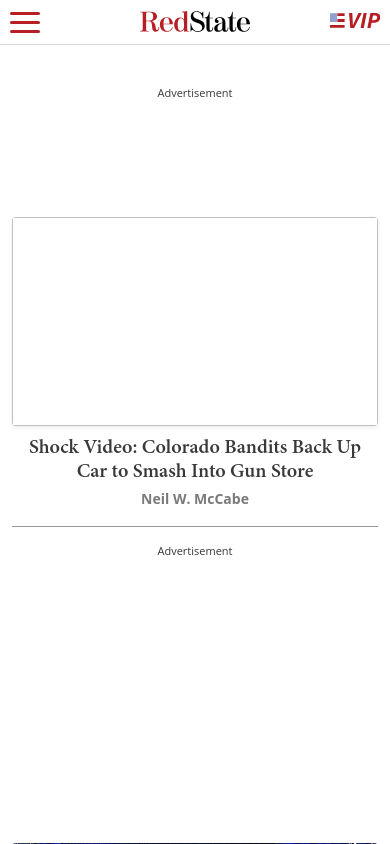 RedState
VIP
Advertisement
Shock Video: Colorado Bandits Back Up
Car to Smash Into Gun Store
Neil W. McCabe
Advertisement